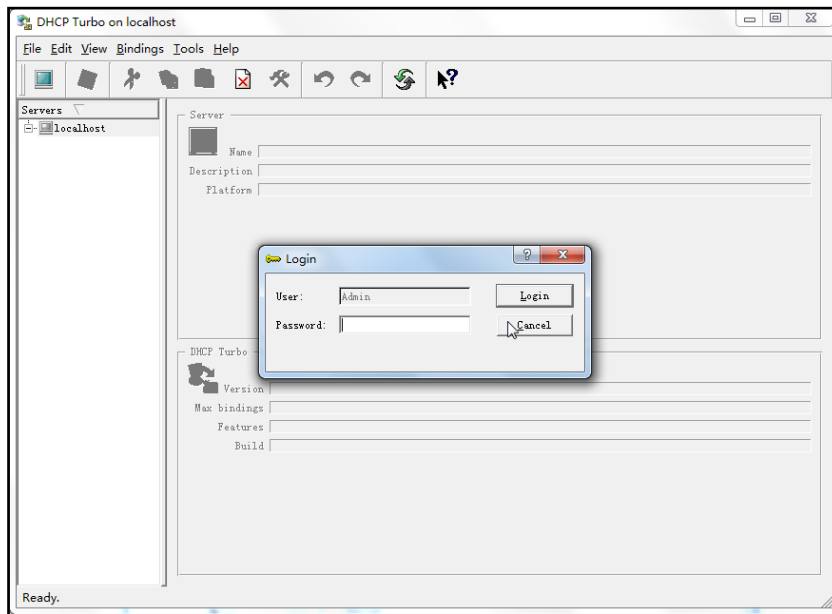 DHCP Turbo on localhost
File Edit View Bindings Tools Help
Servers
localhost
Server
Name
Description
Platform
Login
User: Admin Login
Password: Cancel
DHCP Turbo
Version
Max bindings
Features
Build
Ready.